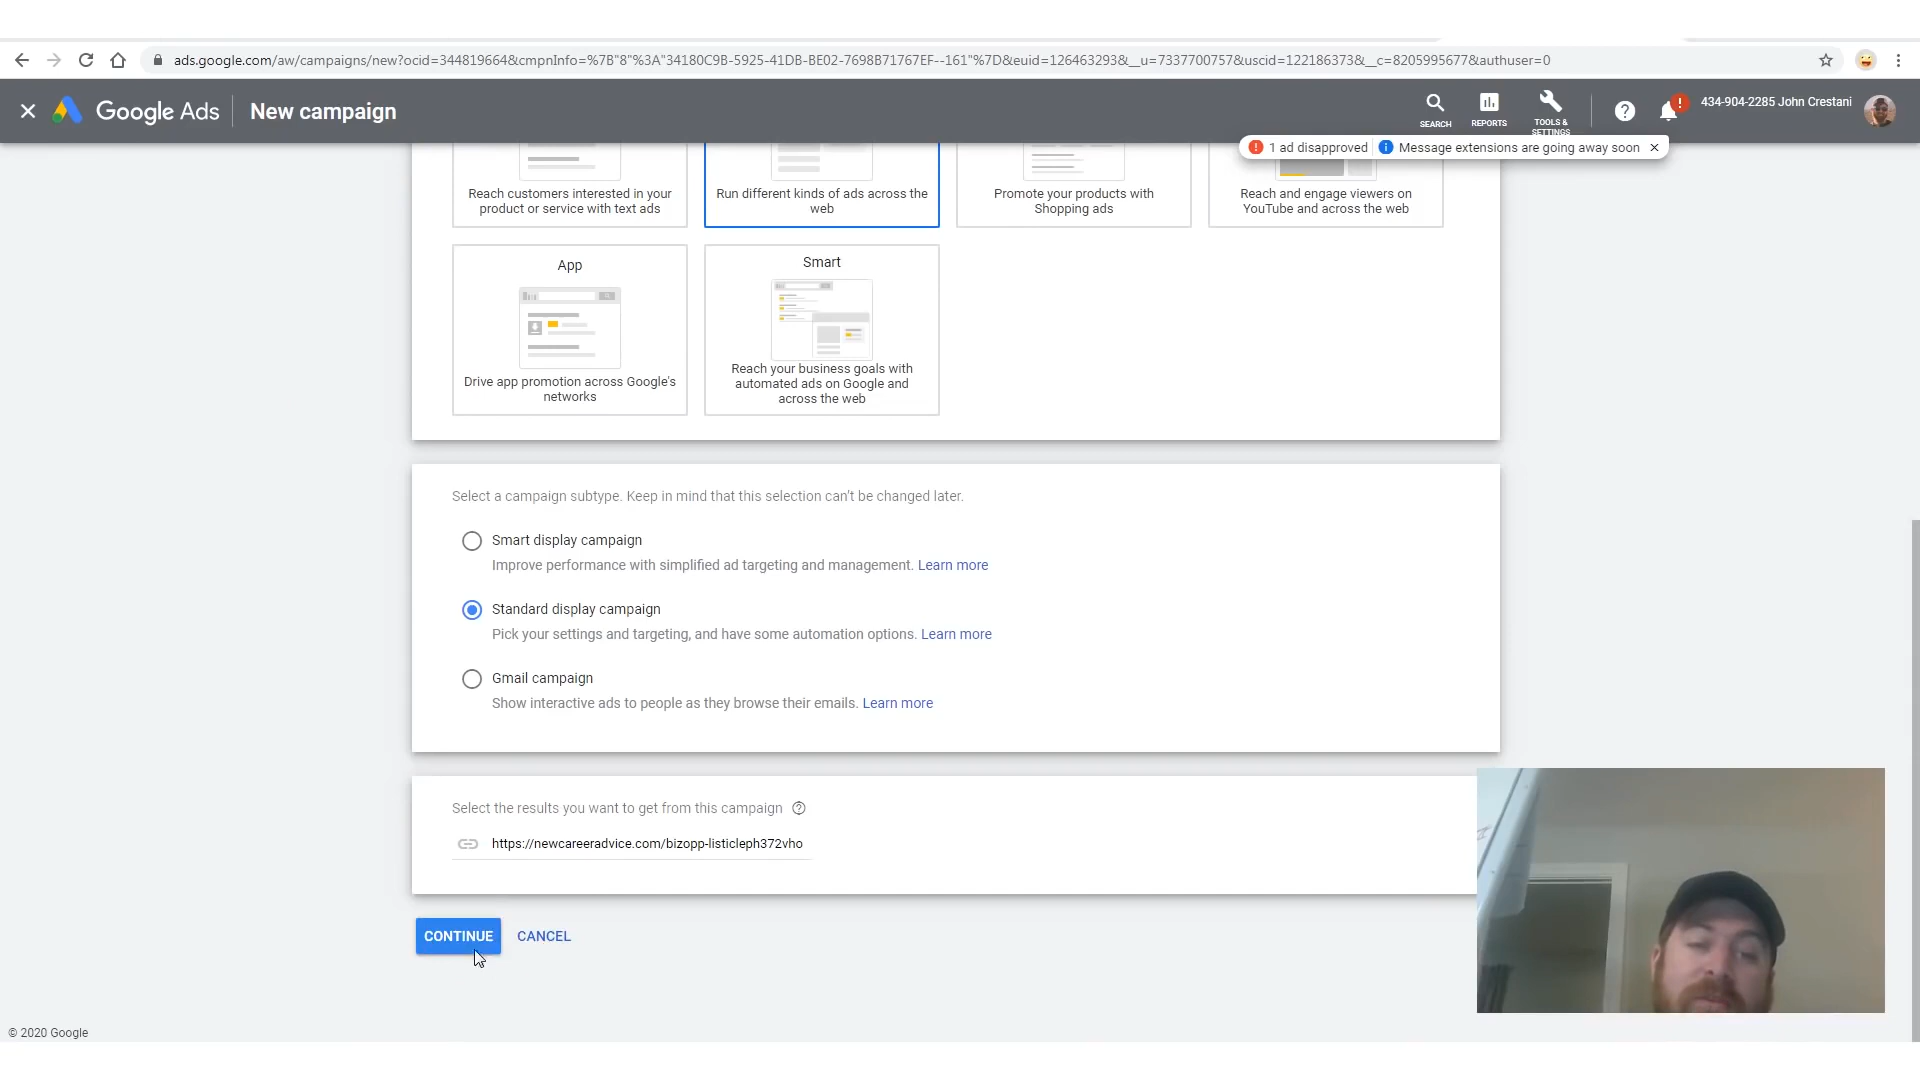 ads.google.com/aw/campaigns/new?ocid=344819664&cmpnInfo=%7B"8"%3A"34180C9B-5925-41DB-BE02-7698B71767EF--161"%7D&euid=126463293&__u=7337700757&uscid=122186373&__c=8205995677&authuser=0
Google Ads
New campaign
SEARCH
REPORTS
TOOLS &
SETTINGS
434-904-2285 John Crestani
1 ad disapproved
Message extensions are going away soon
Reach customers interested in your
product or service with text ads
Run different kinds of ads across the
web
Promote your products with
Shopping ads
Reach and engage viewers on
YouTube and across the web
App
Drive app promotion across Google's
networks
Smart
Reach your business goals with
automated ads on Google and
across the web
Select a campaign subtype. Keep in mind that this selection can't be changed later.
Smart display campaign
Improve performance with simplified ad targeting and management. Learn more
Standard display campaign
Pick your settings and targeting, and have some automation options. Learn more
Gmail campaign
Show interactive ads to people as they browse their emails. Learn more
Select the results you want to get from this campaign
https://newcareeradvice.com/bizopp-listicleph372vho
CONTINUE
CANCEL
© 2020 Google